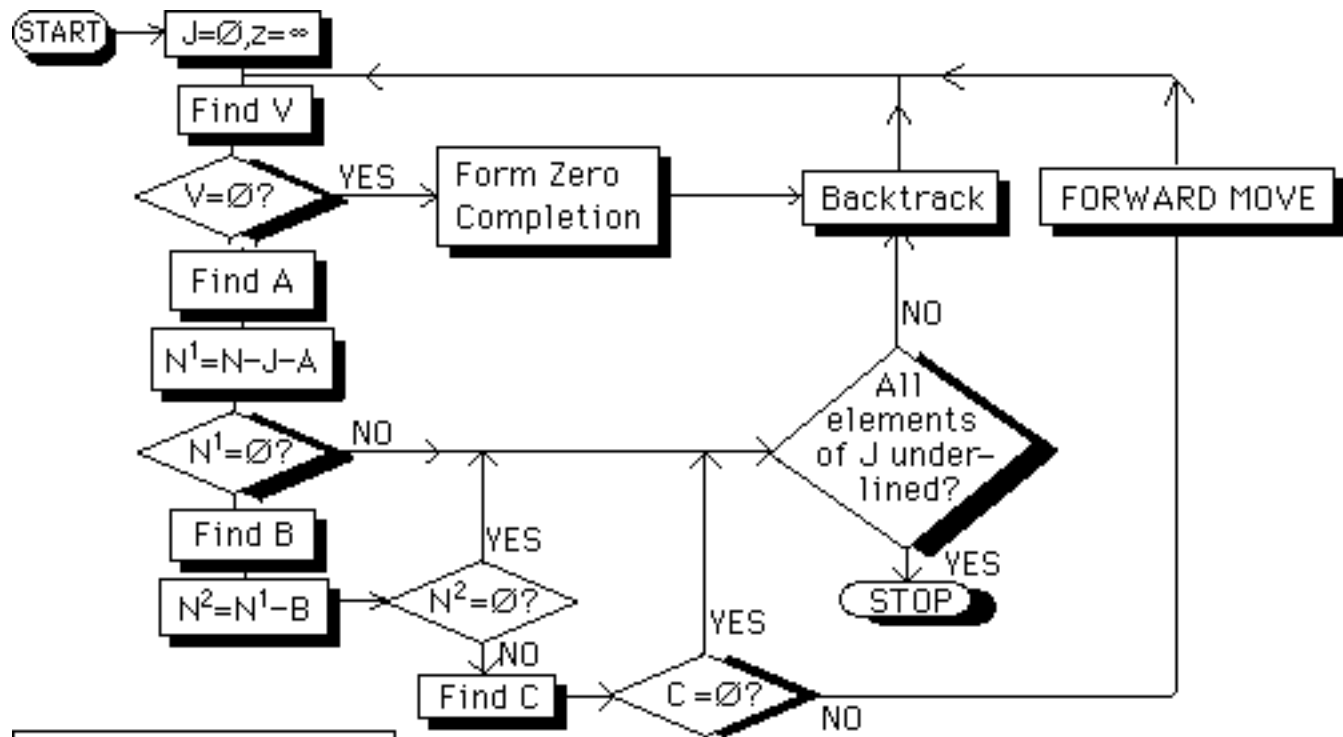 START
J=Ø,z=∞
Find V
V=Ø?
YES
Form Zero
Completion
Backtrack
FORWARD MOVE
Find A
NO
N¹=N-J-A
All
elements
of J under-
lined?
N¹=Ø?
NO
Find B
YES
YES
N²=N¹-B
N²=Ø?
STOP
YES
NO
Find C
C=Ø?
NO